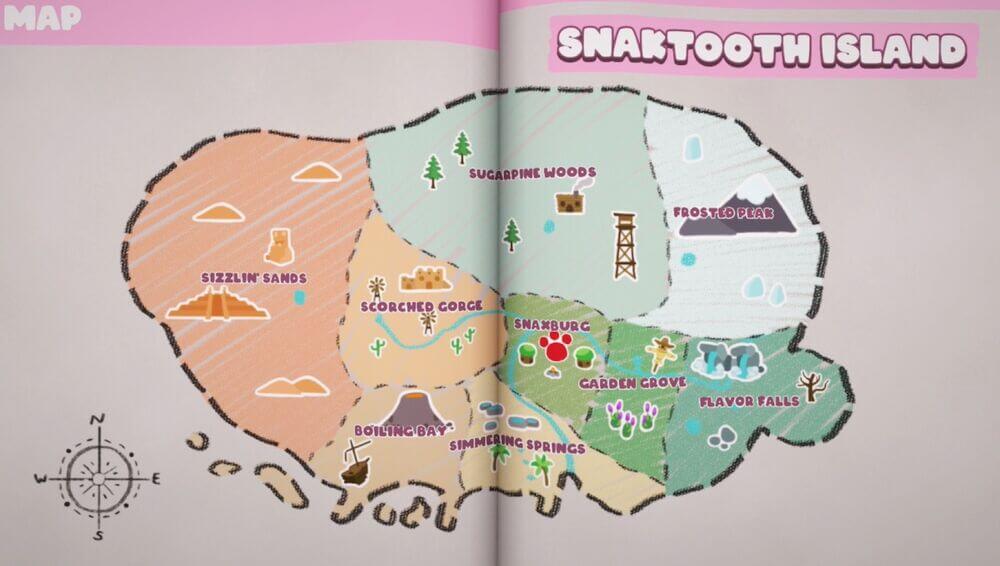 MAP
SNAKTOOTH ISLAND
SUGARPINE WOODS
FROSTED PEAK
SIZZLIN' SANDS
SCORCHED GORGE
SNAXBURG
GARDEN GROVE
FLAVOR FALLS
BOILING BAY
SIMMERING SPRINGS
N
W E
S